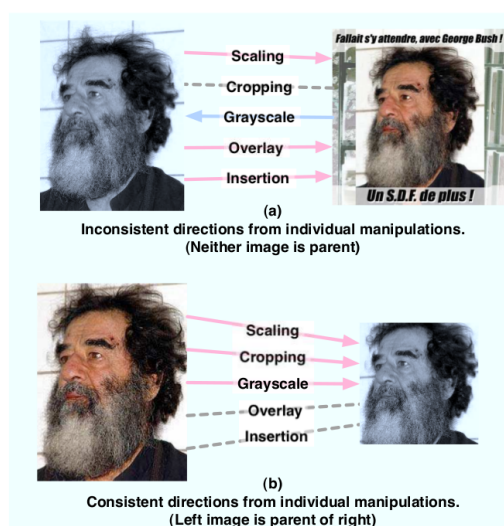 Fallait s'y attendre, avec George Bush !
Scaling
Cropping
Grayscale
Overlay
Insertion
Un S.D.F. de plus !
(a)
Inconsistent directions from individual manipulations.
(Neither image is parent)
Scaling
Cropping
Grayscale
Overlay
Insertion
(b)
Consistent directions from individual manipulations.
(Left image is parent of right)